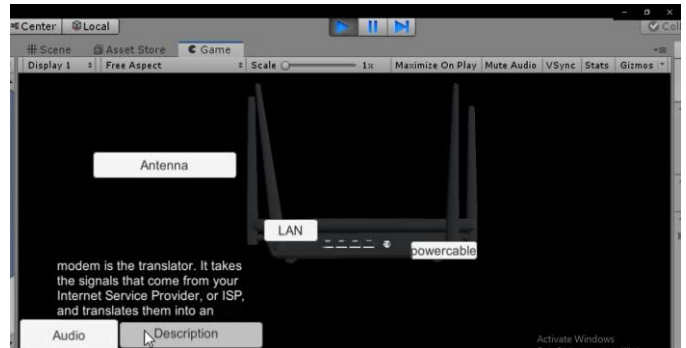 Center Local
Scene Asset Store Game
Display 1 Free Aspect Scale 1x Maximize On Play Mute Audio VSync Stats Gizmos
Antenna
LAN
powercable
modem is the translator. It takes
the signals that come from your
Internet Service Provider, or ISP,
and translates them into an
Audio Description
Activate Windows